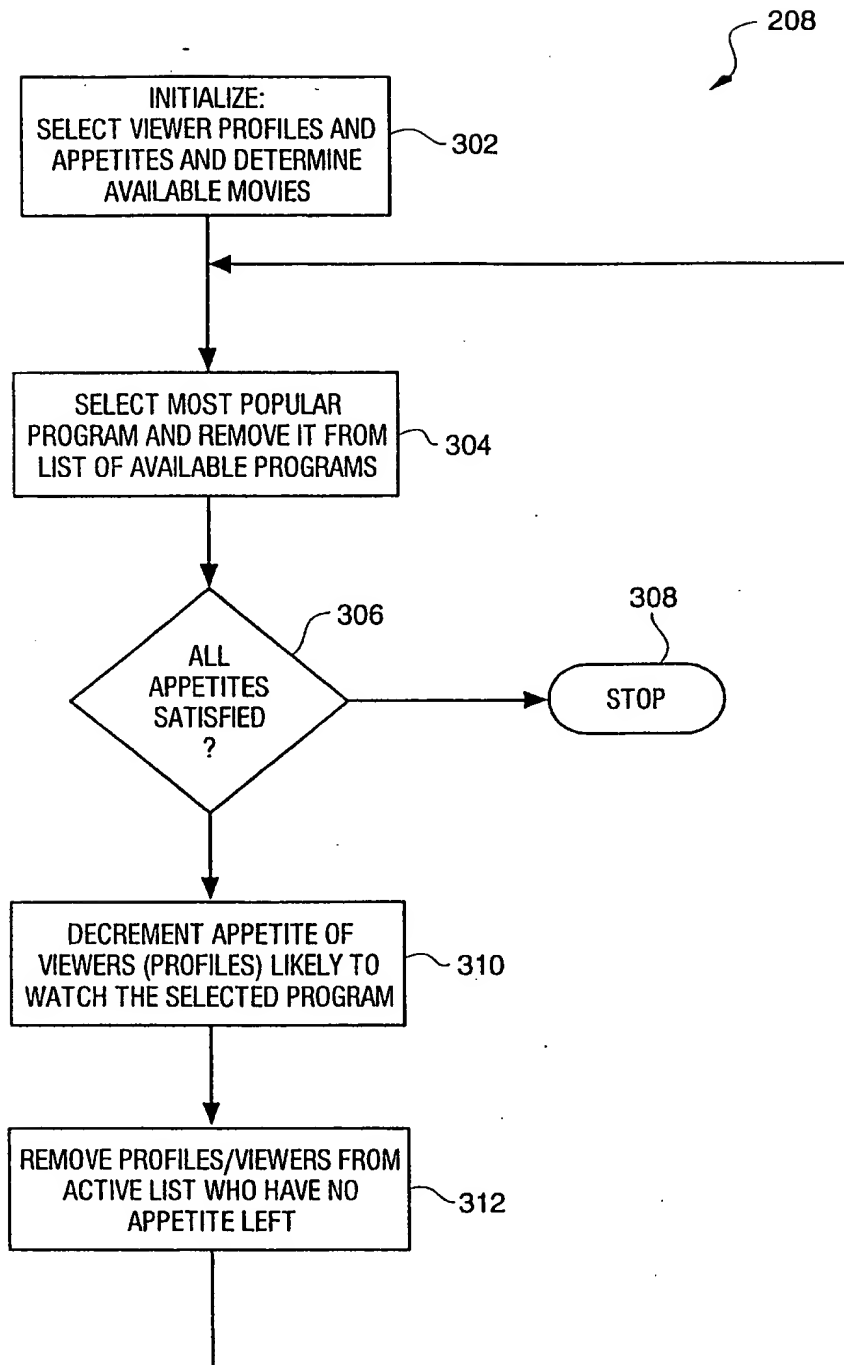 208
INITIALIZE:
SELECT VIEWER PROFILES AND
APPETITES AND DETERMINE
AVAILABLE MOVIES
302
SELECT MOST POPULAR
PROGRAM AND REMOVE IT FROM
LIST OF AVAILABLE PROGRAMS
304
306
ALL
APPETITES
SATISFIED
?
308
STOP
DECREMENT APPETITE OF
VIEWERS (PROFILES) LIKELY TO
WATCH THE SELECTED PROGRAM
310
REMOVE PROFILES/VIEWERS FROM
ACTIVE LIST WHO HAVE NO
APPETITE LEFT
312